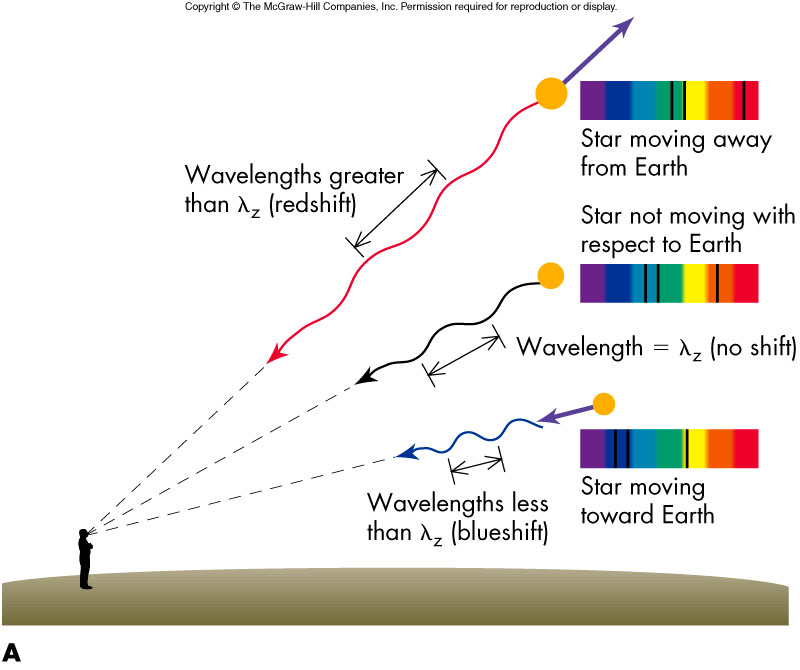 Copyright © The McGraw-Hill Companies, Inc. Permission required for reproduction or display.
Star moving away
from Earth
Wavelengths greater
than λz (redshift)
Star not moving with
respect to Earth
Wavelength = λz (no shift)
Wavelengths less
than λz (blueshift)
Star moving
toward Earth
A